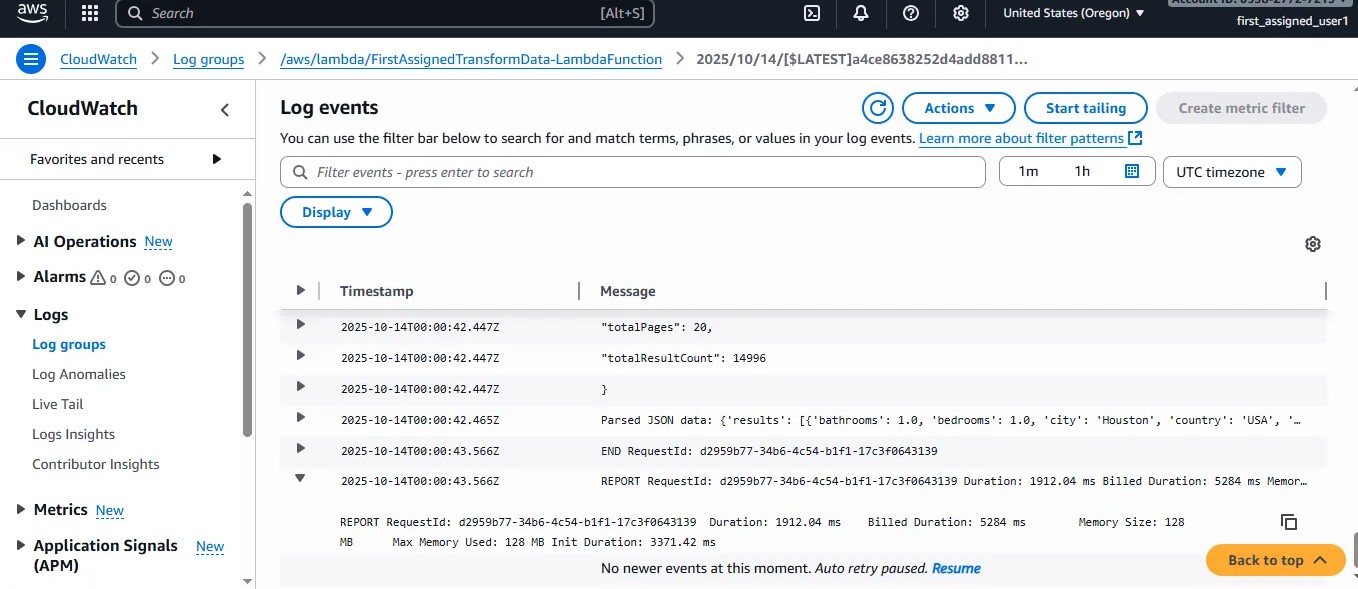 aws
Search [Alt+S]
United States (Oregon)
first_assigned_user1
CloudWatch > Log groups > /aws/lambda/FirstAssignedTransformData-LambdaFunction > 2025/10/14/[$LATEST]a4ce8638252d4add8811...
CloudWatch
Favorites and recents
Dashboards
AI Operations New
Alarms 0 0 0
Logs
Log groups
Log Anomalies
Live Tail
Logs Insights
Contributor Insights
Metrics New
Application Signals New
(APM)
Log events
Actions
Start tailing
Create metric filter
You can use the filter bar below to search for and match terms, phrases, or values in your log events. Learn more about filter patterns
Filter events - press enter to search
1m 1h
UTC timezone
Display
Timestamp Message
2025-10-14T00:00:42.447Z "totalPages": 20,
2025-10-14T00:00:42.447Z "totalResultCount": 14996
2025-10-14T00:00:42.447Z }
2025-10-14T00:00:42.465Z Parsed JSON data: {'results': [{'bathrooms': 1.0, 'bedrooms': 1.0, 'city': 'Houston', 'country': 'USA', '…
2025-10-14T00:00:43.566Z END RequestId: d2959b77-34b6-4c54-b1f1-17c3f0643139
2025-10-14T00:00:43.566Z REPORT RequestId: d2959b77-34b6-4c54-b1f1-17c3f0643139 Duration: 1912.04 ms Billed Duration: 5284 ms Memor…
REPORT RequestId: d2959b77-34b6-4c54-b1f1-17c3f0643139 Duration: 1912.04 ms Billed Duration: 5284 ms Memory Size: 128
MB Max Memory Used: 128 MB Init Duration: 3371.42 ms
No newer events at this moment. Auto retry paused. Resume
Back to top